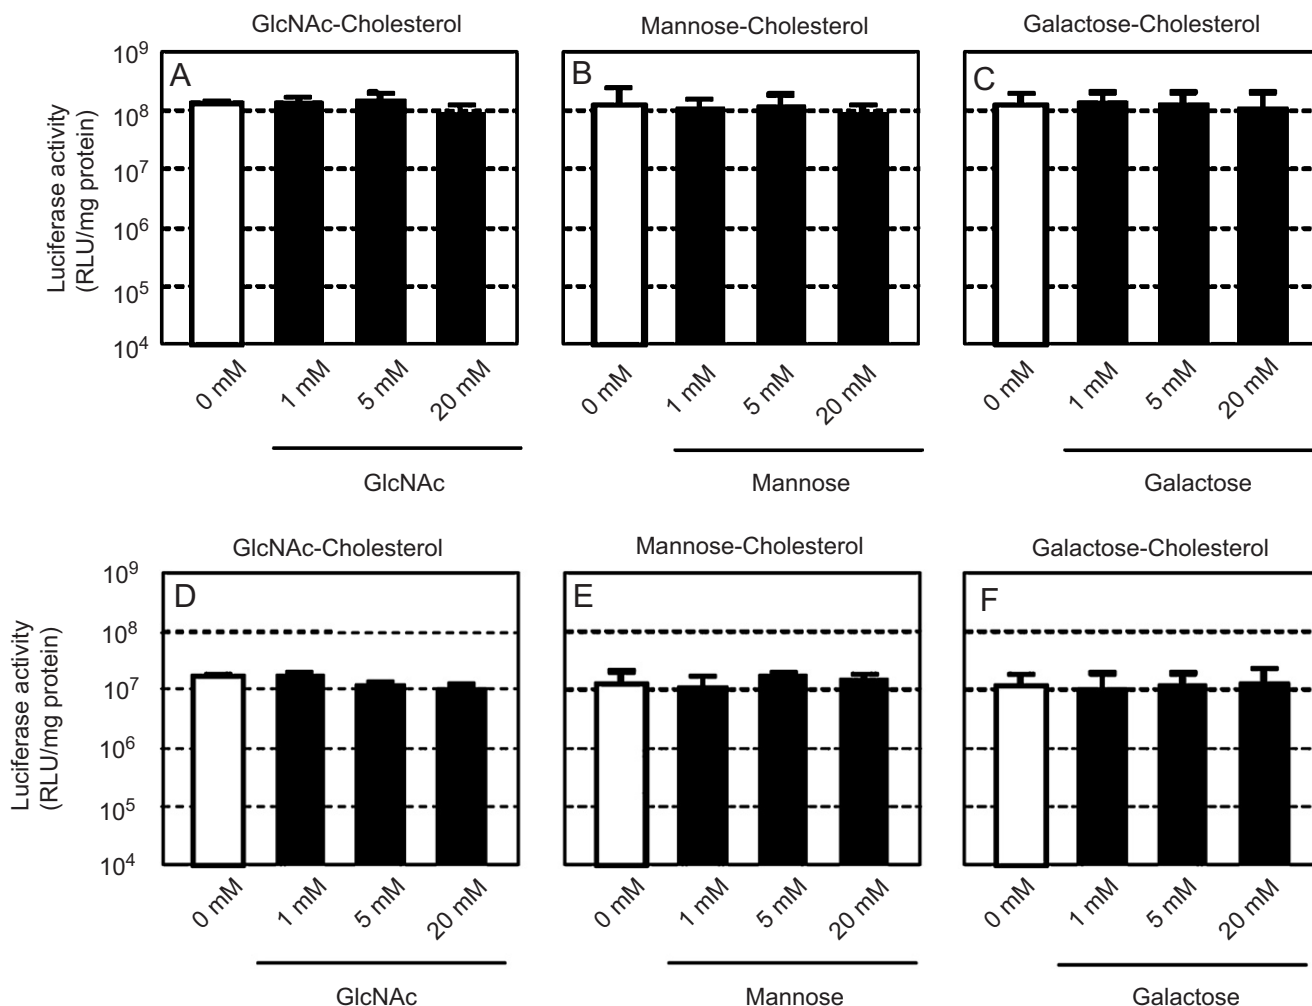 GlcNAc-Cholesterol
Mannose-Cholesterol
Galactose-Cholesterol
Luciferase activity
(RLU/mg protein)
10⁹
10⁸
10⁷
10⁶
10⁵
10⁴
A
B
C
0 mM
1 mM
5 mM
20 mM
0 mM
1 mM
5 mM
20 mM
0 mM
1 mM
5 mM
20 mM
GlcNAc
Mannose
Galactose
GlcNAc-Cholesterol
Mannose-Cholesterol
Galactose-Cholesterol
Luciferase activity
(RLU/mg protein)
10⁹
10⁸
10⁷
10⁶
10⁵
10⁴
D
E
F
0 mM
1 mM
5 mM
20 mM
0 mM
1 mM
5 mM
20 mM
0 mM
1 mM
5 mM
20 mM
GlcNAc
Mannose
Galactose